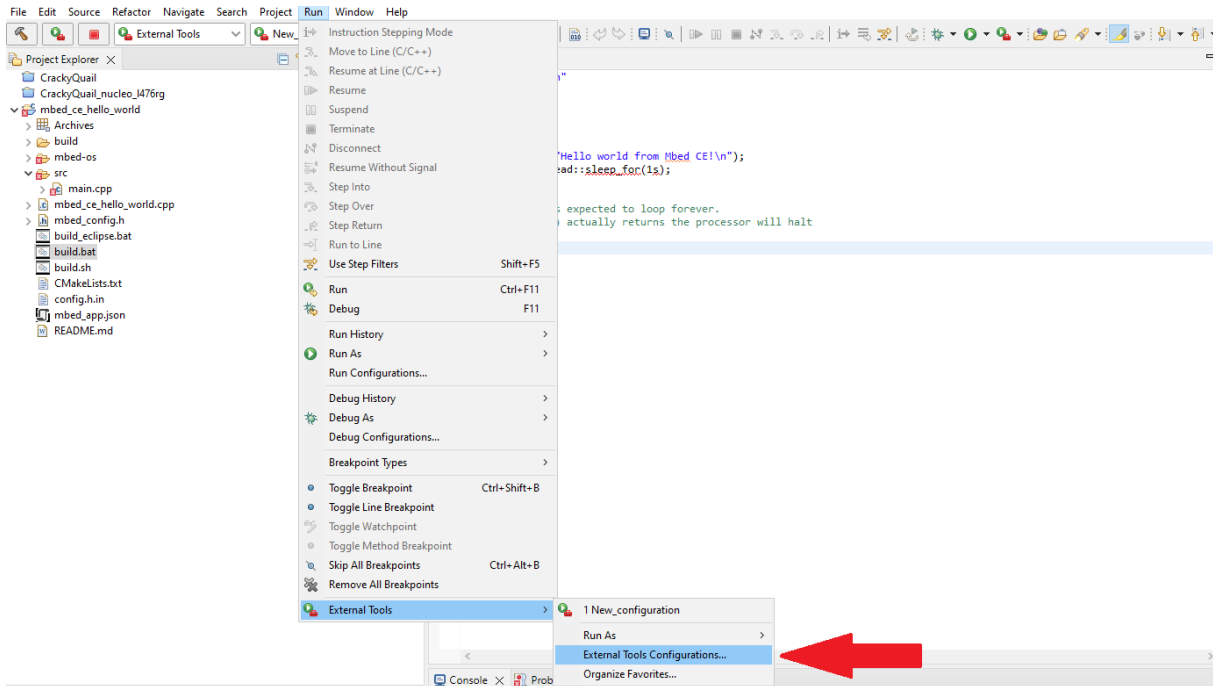 File Edit Source Refactor Navigate Search Project Run Window Help
External Tools
New_
Project Explorer
CrackyQuail
CrackyQuail_nucleo_l476rg
mbed_ce_hello_world
Archives
build
mbed-os
src
main.cpp
mbed_ce_hello_world.cpp
mbed_config.h
build_eclipse.bat
build.bat
build.sh
CMakeLists.txt
config.h.in
mbed_app.json
README.md
Instruction Stepping Mode
Move to Line (C/C++)
Resume at Line (C/C++)
Resume
Suspend
Terminate
Disconnect
Resume Without Signal
Step Into
Step Over
Step Return
Run to Line
Use Step Filters Shift+F5
Run Ctrl+F11
Debug F11
Run History
Run As
Run Configurations...
Debug History
Debug As
Debug Configurations...
Breakpoint Types
Toggle Breakpoint Ctrl+Shift+B
Toggle Line Breakpoint
Toggle Watchpoint
Toggle Method Breakpoint
Skip All Breakpoints Ctrl+Alt+B
Remove All Breakpoints
External Tools
1 New_configuration
Run As
External Tools Configurations...
Organize Favorites...
"Hello world from Mbed CE!\n");
ead::sleep_for(1s);
s expected to loop forever.
actually returns the processor will halt
Console
Prob